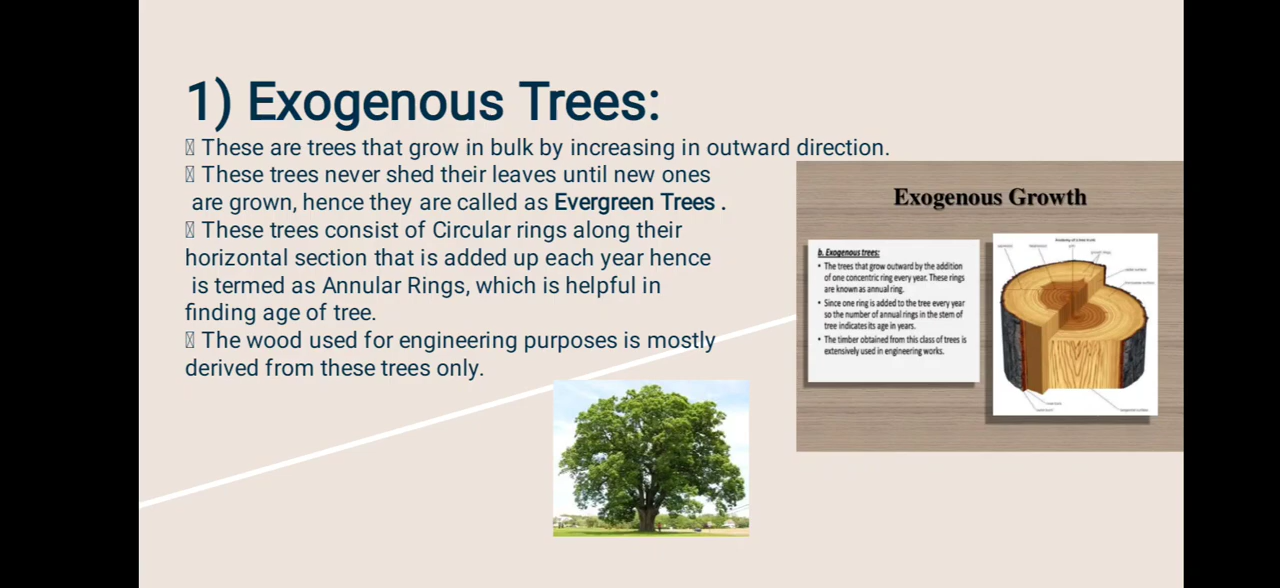 1) Exogenous Trees:
These are trees that grow in bulk by increasing in outward direction.
These trees never shed their leaves until new ones
are grown, hence they are called as Evergreen Trees .
These trees consist of Circular rings along their
horizontal section that is added up each year hence
is termed as Annular Rings, which is helpful in
finding age of tree.
The wood used for engineering purposes is mostly
derived from these trees only.
Exogenous Growth
b. Exogenous trees:
• The trees that grow outward by the addition
of one concentric ring every year. These rings
are known as annual ring.
• Since one ring is added to the tree every year
so the number of annual rings in the stem of
tree indicates its age in years.
• The timber obtained from this class of trees is
extensively used in engineering works.